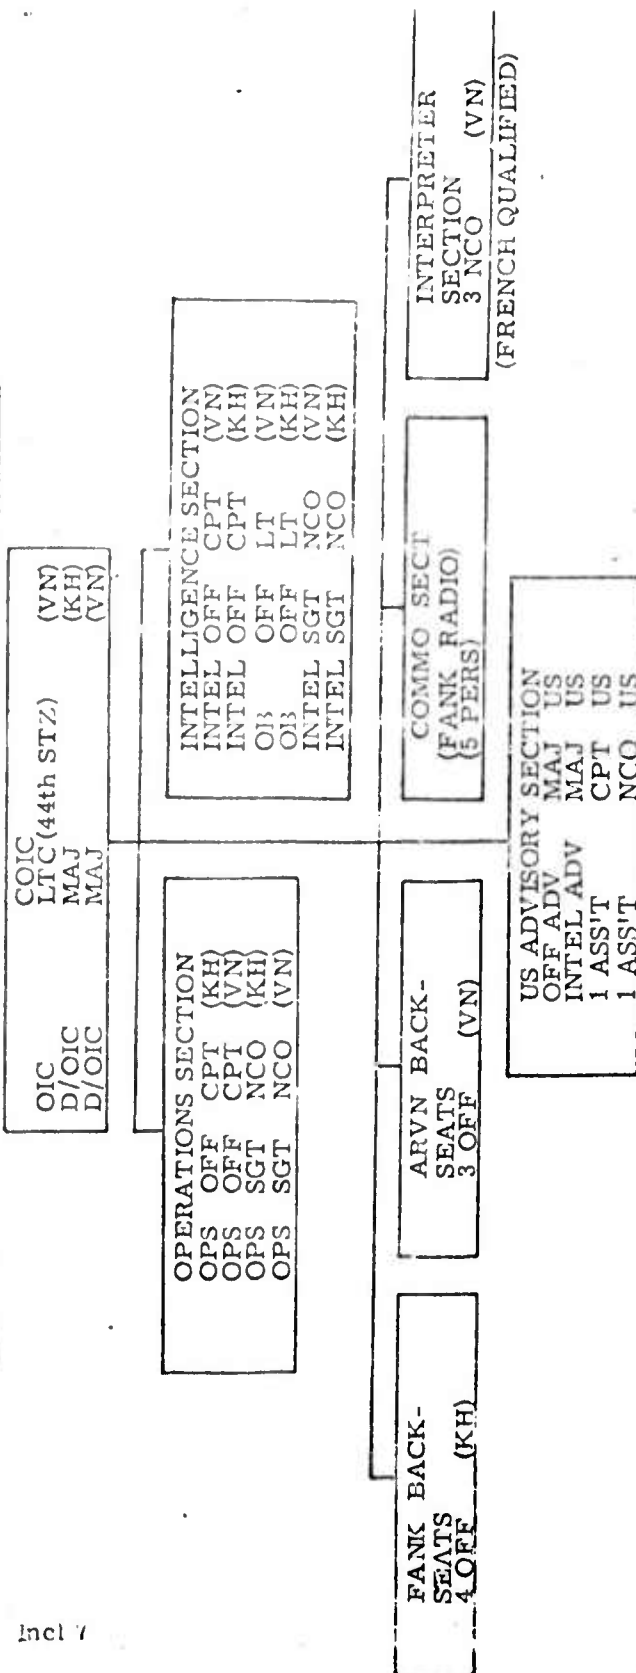 COIC
OIC LTC (44th STZ) (VN)
D/OIC MAJ (KH)
D/OIC MAJ (VN)
OPERATIONS SECTION
OPS OFF CPT (KH)
OPS OFF CPT (VN)
OPS SGT NCO (KH)
OPS SGT NCO (VN)
INTELLIGENCE SECTION
INTEL OFF CPT (VN)
INTEL OFF CPT (KH)
OB OFF LT (VN)
OB OFF LT (KH)
INTEL SGT NCO (VN)
INTEL SGT NCO (KH)
FANK BACK-
SEATS
4 OFF (KH)
ARVN BACK-
SEATS
3 OFF (VN)
COMMO SECT
(FANK RADIO)
(5 PERS)
INTERPRETER
SECTION
3 NCO (VN)
(FRENCH QUALIFIED)
US ADVISORY SECTION
OFF ADV MAJ US
INTEL ADV MAJ US
1 ASS'T CPT US
1 ASS'T NCO US
Incl 7